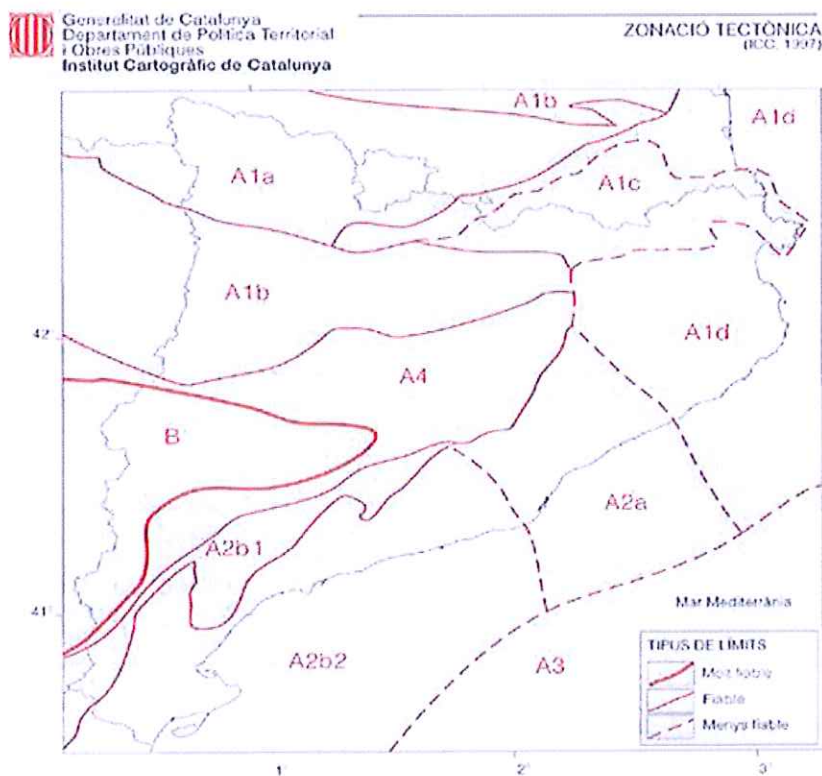 Generalitat de Catalunya
Departament de Política Territorial
i Obres Públiques
Institut Cartogràfic de Catalunya
ZONACIÓ TECTÒNICA
(ICC, 1997)
A1b
A1d
A1a
A1c
A1b
A1d
42°
A4
B
A2a
A2b1
41°
Mar Mediterrània
A2b2
A3
TIPUS DE LÍMITS
Molt fiable
Fiable
Menys fiable
1°
2°
3°